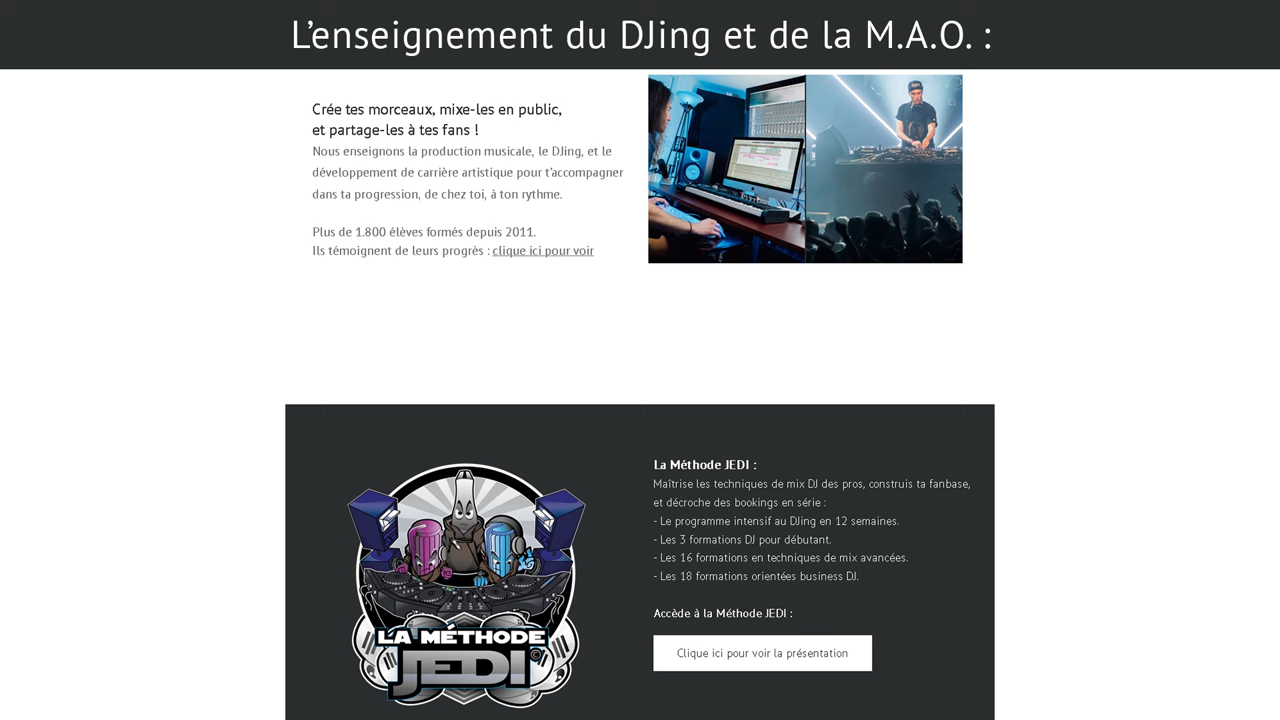 L’enseignement du DJing et de la M.A.O. :
Crée tes morceaux, mixe-les en public,
et partage-les à tes fans !
Nous enseignons la production musicale, le DJing, et le
développement de carrière artistique pour t’accompagner
dans ta progression, de chez toi, à ton rythme.
Plus de 1.800 élèves formés depuis 2011.
Ils témoignent de leurs progrès : clique ici pour voir
LA MÉTHODE
JEDI ©
La Méthode JEDI :
Maîtrise les techniques de mix DJ des pros, construis ta fanbase,
et décroche des bookings en série :
- Le programme intensif au DJing en 12 semaines.
- Les 3 formations DJ pour débutant.
- Les 16 formations en techniques de mix avancées.
- Les 18 formations orientées business DJ.
Accède à la Méthode JEDI :
Clique ici pour voir la présentation